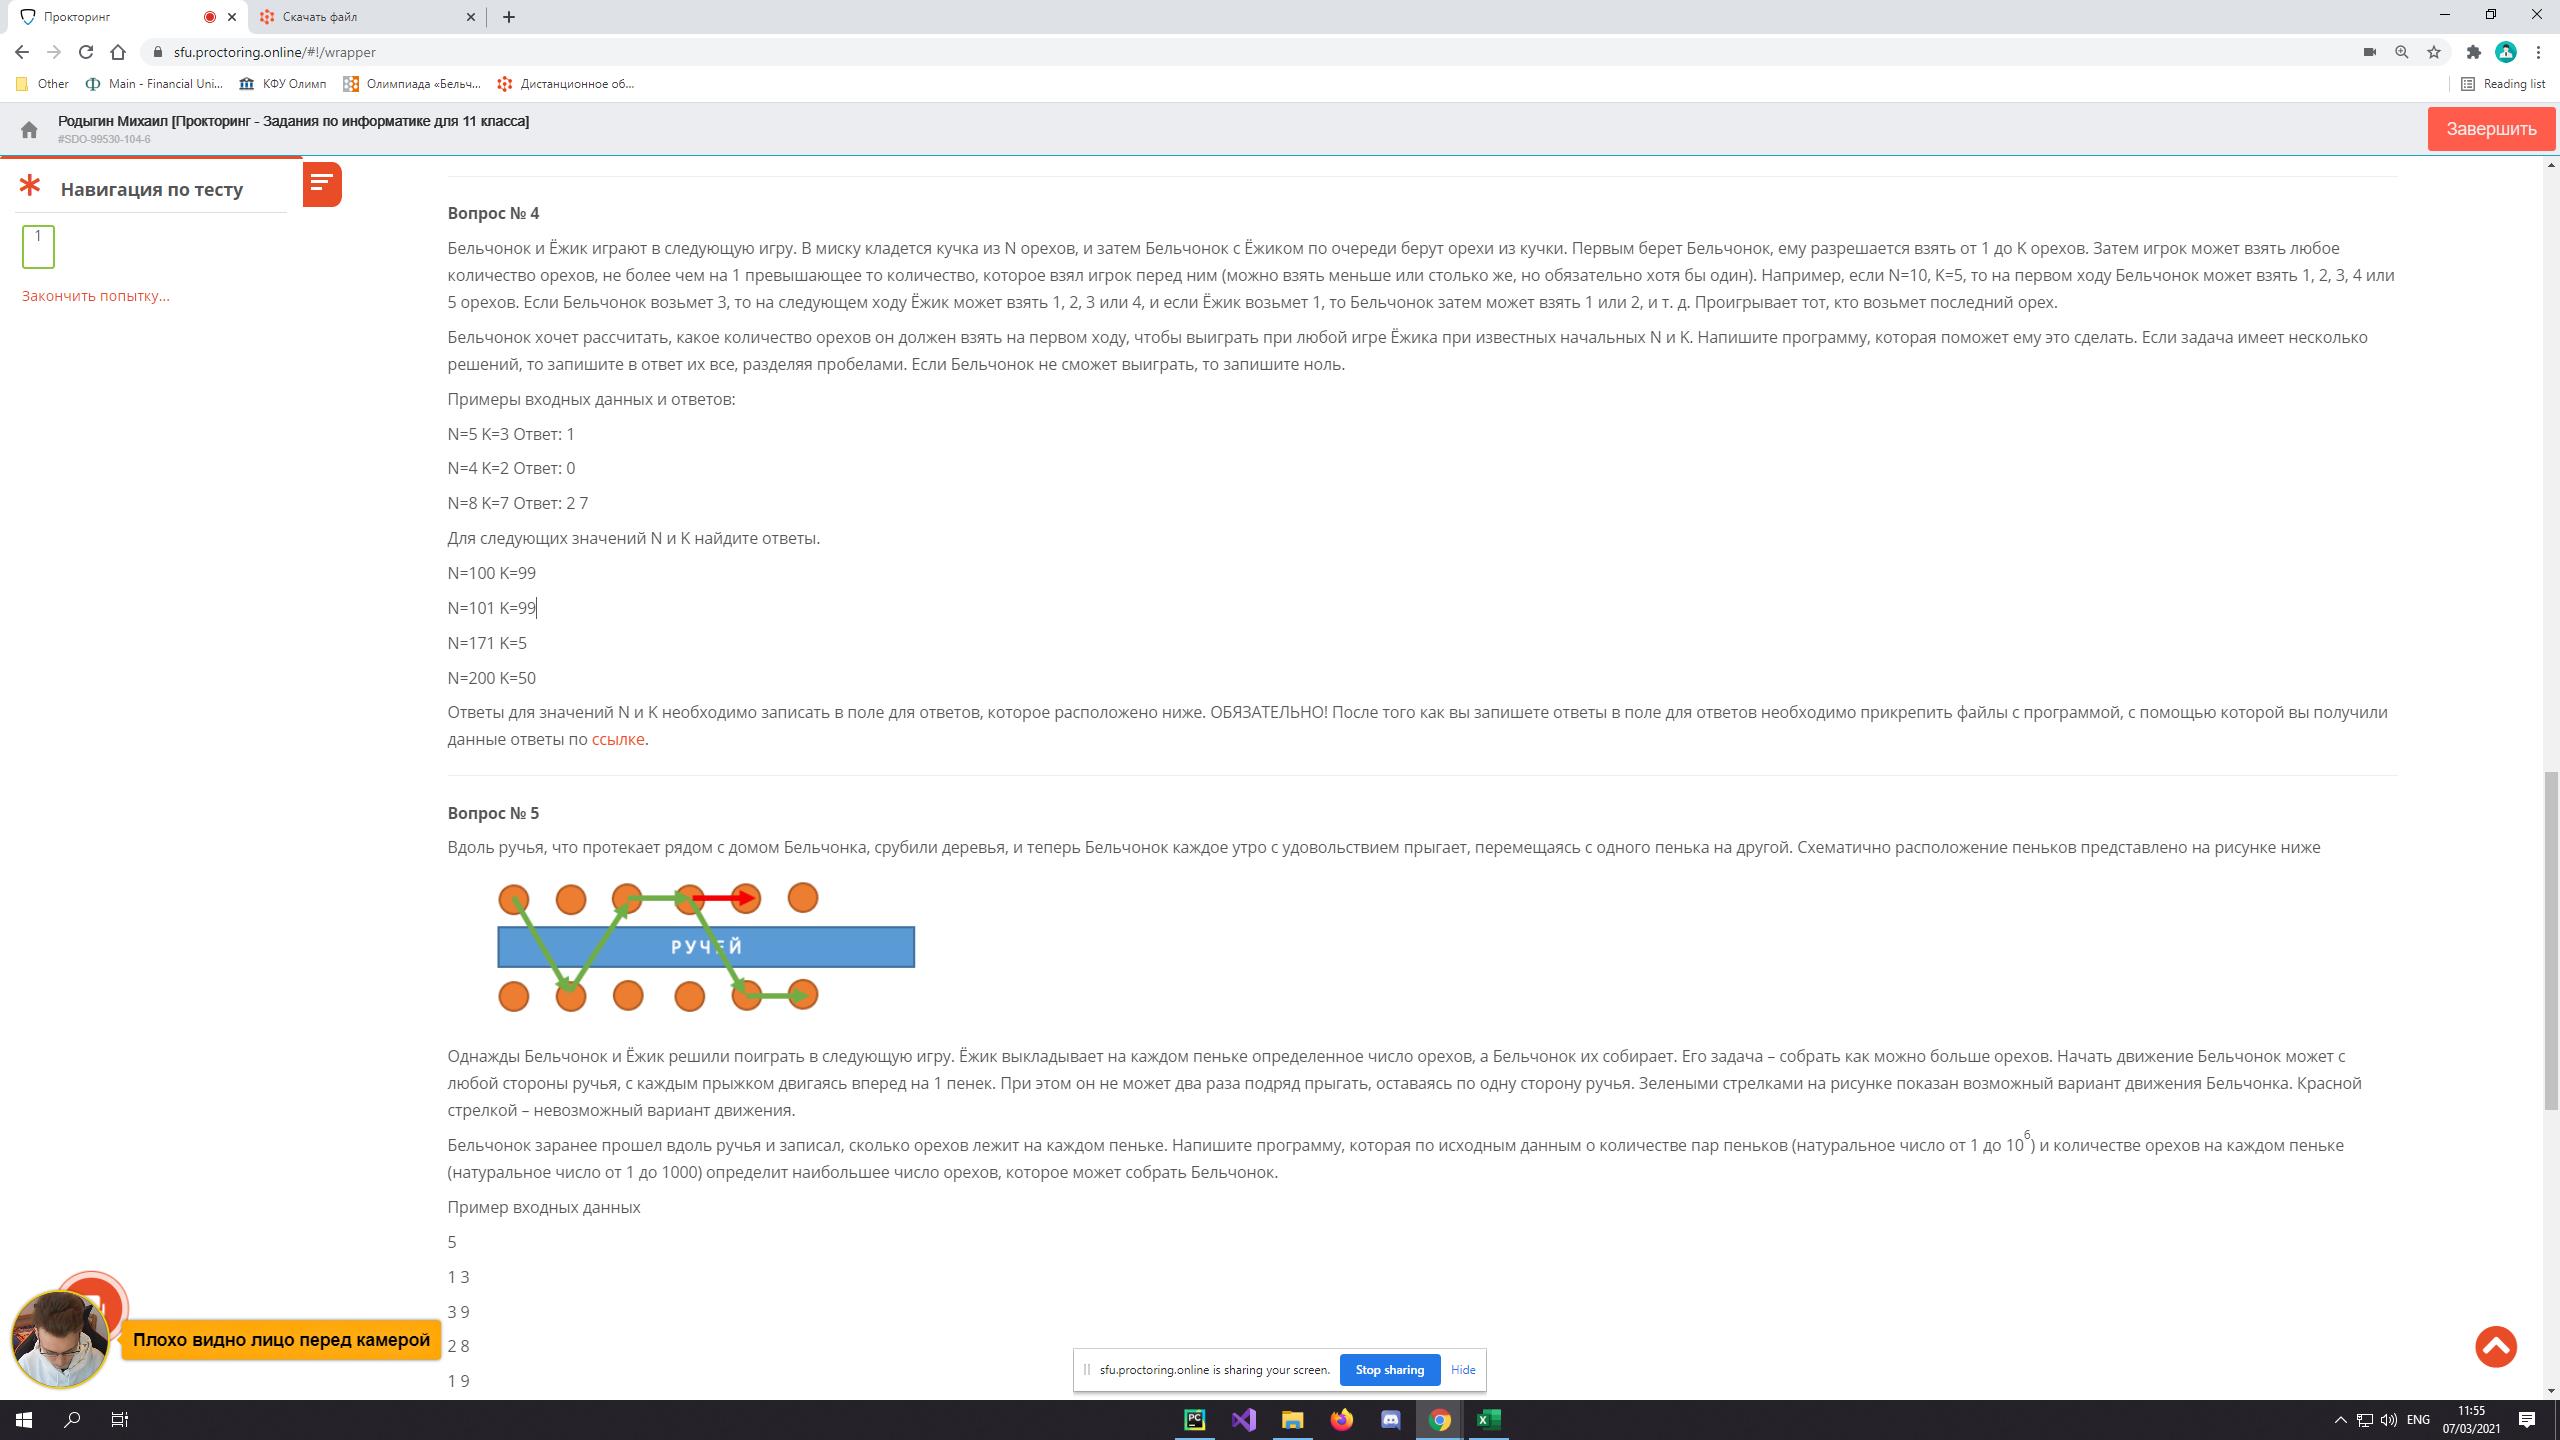 Прокторинг
Скачать файл
sfu.proctoring.online/#!/wrapper
Other
Main - Financial Uni...
КФУ Олимп
Олимпиада «Бельч...
Дистанционное об...
Reading list
Родыгин Михаил [Прокторинг - Задания по информатике для 11 класса]
#SDO-99530-104-6
Завершить
Навигация по тесту
1
Закончить попытку...
Вопрос № 4
Бельчонок и Ёжик играют в следующую игру. В миску кладется кучка из N орехов, и затем Бельчонок с Ёжиком по очереди берут орехи из кучки. Первым берет Бельчонок, ему разрешается взять от 1 до K орехов. Затем игрок может взять любое
количество орехов, не более чем на 1 превышающее то количество, которое взял игрок перед ним (можно взять меньше или столько же, но обязательно хотя бы один). Например, если N=10, K=5, то на первом ходу Бельчонок может взять 1, 2, 3, 4 или
5 орехов. Если Бельчонок возьмет 3, то на следующем ходу Ёжик может взять 1, 2, 3 или 4, и если Ёжик возьмет 1, то Бельчонок затем может взять 1 или 2, и т. д. Проигрывает тот, кто возьмет последний орех.
Бельчонок хочет рассчитать, какое количество орехов он должен взять на первом ходу, чтобы выиграть при любой игре Ёжика при известных начальных N и K. Напишите программу, которая поможет ему это сделать. Если задача имеет несколько
решений, то запишите в ответ их все, разделяя пробелами. Если Бельчонок не сможет выиграть, то запишите ноль.
Примеры входных данных и ответов:
N=5 K=3 Ответ: 1
N=4 K=2 Ответ: 0
N=8 K=7 Ответ: 2 7
Для следующих значений N и K найдите ответы.
N=100 K=99
N=101 K=99
N=171 K=5
N=200 K=50
Ответы для значений N и K необходимо записать в поле для ответов, которое расположено ниже. ОБЯЗАТЕЛЬНО! После того как вы запишете ответы в поле для ответов необходимо прикрепить файлы с программой, с помощью которой вы получили
данные ответы по ссылке.
Вопрос № 5
Вдоль ручья, что протекает рядом с домом Бельчонка, срубили деревья, и теперь Бельчонок каждое утро с удовольствием прыгает, перемещаясь с одного пенька на другой. Схематично расположение пеньков представлено на рисунке ниже
РУЧЕЙ
Однажды Бельчонок и Ёжик решили поиграть в следующую игру. Ёжик выкладывает на каждом пеньке определенное число орехов, а Бельчонок их собирает. Его задача – собрать как можно больше орехов. Начать движение Бельчонок может с
любой стороны ручья, с каждым прыжком двигаясь вперед на 1 пенек. При этом он не может два раза подряд прыгать, оставаясь по одну сторону ручья. Зелеными стрелками на рисунке показан возможный вариант движения Бельчонка. Красной
стрелкой – невозможный вариант движения.
Бельчонок заранее прошел вдоль ручья и записал, сколько орехов лежит на каждом пеньке. Напишите программу, которая по исходным данным о количестве пар пеньков (натуральное число от 1 до 10⁶) и количестве орехов на каждом пеньке
(натуральное число от 1 до 1000) определит наибольшее число орехов, которое может собрать Бельчонок.
Пример входных данных
5
1 3
3 9
2 8
1 9
Плохо видно лицо перед камерой
sfu.proctoring.online is sharing your screen.
Stop sharing
Hide
PC
ENG
11:55
07/03/2021